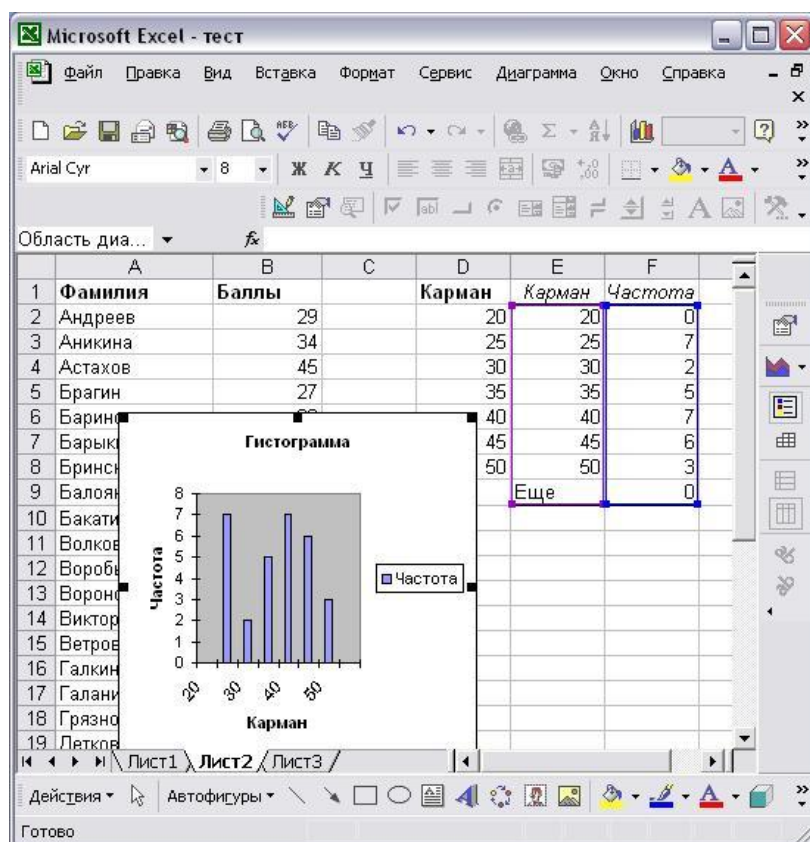 Microsoft Excel - тест
Файл Правка Вид Вставка Формат Сервис Диаграмма Окно Справка
Arial Cyr 8 Ж К Ч
Область диа... fx
A B C D E F
1 Фамилия Баллы Карман Карман Частота
2 Андреев 29 20 20 0
3 Аникина 34 25 25 7
4 Астахов 45 30 30 2
5 Брагин 27 35 35 5
6 40 40 7
7 45 45 6
8 50 50 3
9 Еще 0
10
11
12
13
14
15
16
17
18
19
Гистограмма
8
7
6
5
4
3
2
1
0
Частота
20 30 40 50
Карман
Частота
Лист1 Лист2 Лист3
Действия Автофигуры
Готово